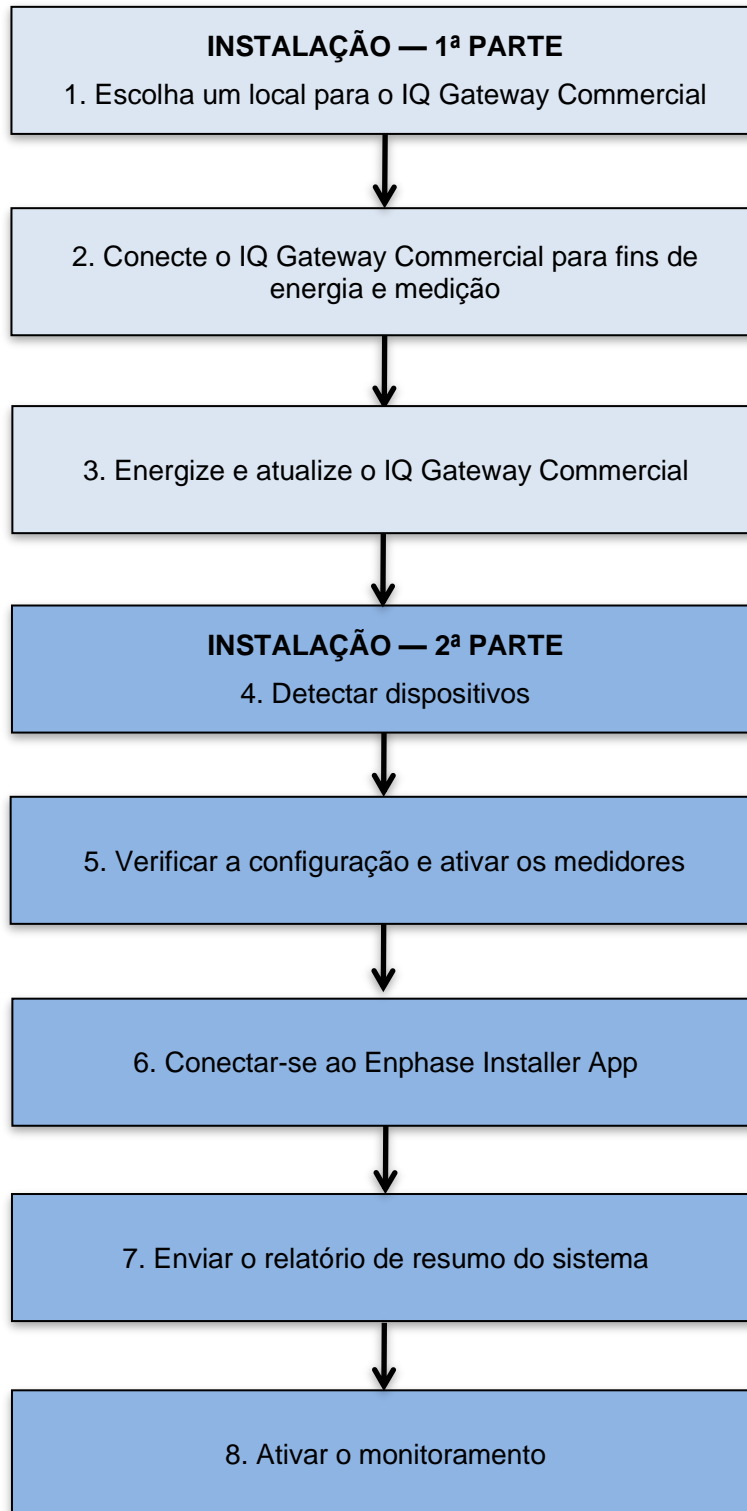 INSTALAÇÃO — 1ª PARTE
1. Escolha um local para o IQ Gateway Commercial
2. Conecte o IQ Gateway Commercial para fins de
energia e medição
3. Energize e atualize o IQ Gateway Commercial
INSTALAÇÃO — 2ª PARTE
4. Detectar dispositivos
5. Verificar a configuração e ativar os medidores
6. Conectar-se ao Enphase Installer App
7. Enviar o relatório de resumo do sistema
8. Ativar o monitoramento